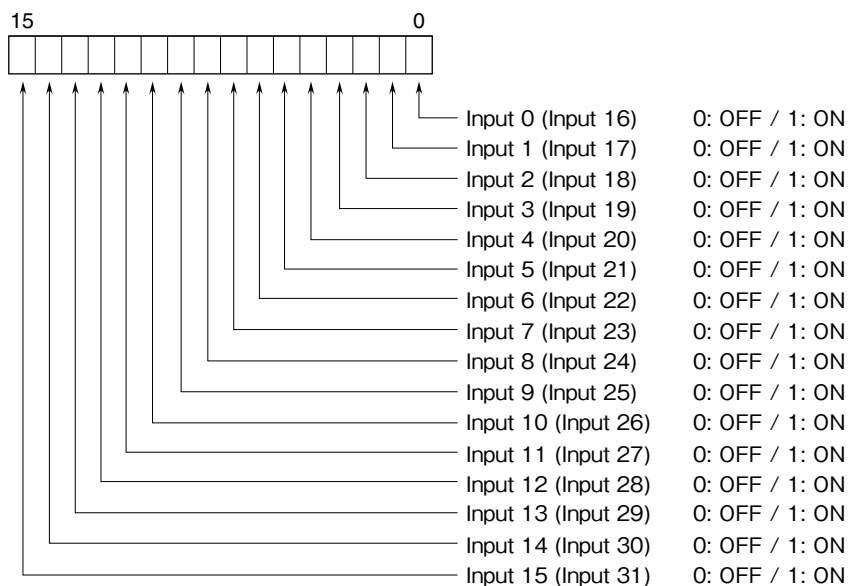 15 0
Input 0 (Input 16) 0: OFF / 1: ON
Input 1 (Input 17) 0: OFF / 1: ON
Input 2 (Input 18) 0: OFF / 1: ON
Input 3 (Input 19) 0: OFF / 1: ON
Input 4 (Input 20) 0: OFF / 1: ON
Input 5 (Input 21) 0: OFF / 1: ON
Input 6 (Input 22) 0: OFF / 1: ON
Input 7 (Input 23) 0: OFF / 1: ON
Input 8 (Input 24) 0: OFF / 1: ON
Input 9 (Input 25) 0: OFF / 1: ON
Input 10 (Input 26) 0: OFF / 1: ON
Input 11 (Input 27) 0: OFF / 1: ON
Input 12 (Input 28) 0: OFF / 1: ON
Input 13 (Input 29) 0: OFF / 1: ON
Input 14 (Input 30) 0: OFF / 1: ON
Input 15 (Input 31) 0: OFF / 1: ON